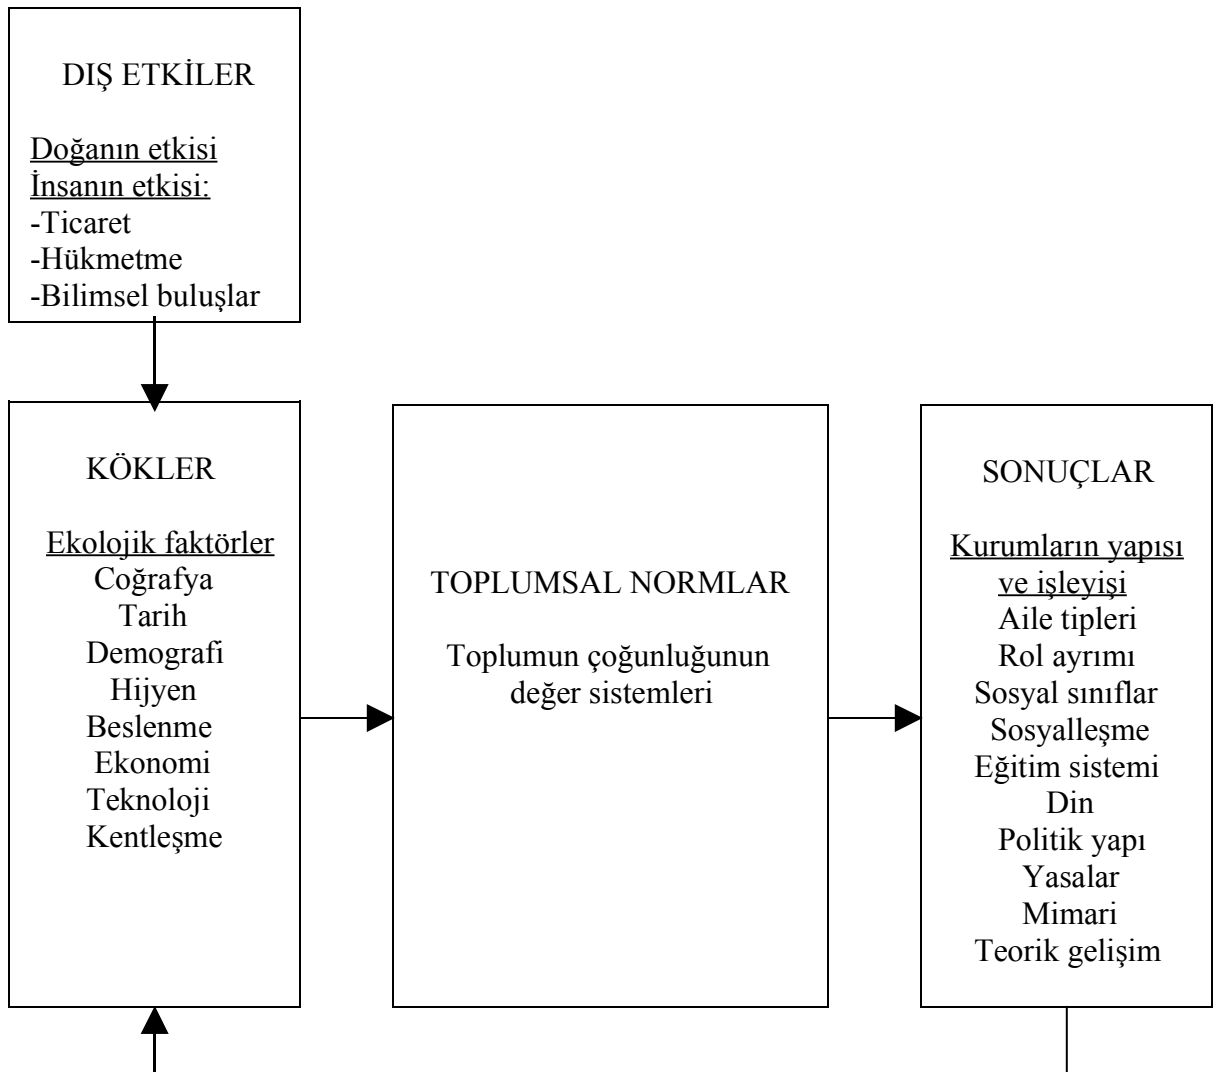 DIŞ ETKİLER
Doğanın etkisi
İnsanın etkisi:
-Ticaret
-Hükmetme
-Bilimsel buluşlar
KÖKLER
Ekolojik faktörler
Coğrafya
Tarih
Demografi
Hijyen
Beslenme
Ekonomi
Teknoloji
Kentleşme
TOPLUMSAL NORMLAR
Toplumun çoğunluğunun
değer sistemleri
SONUÇLAR
Kurumların yapısı
ve işleyişi
Aile tipleri
Rol ayrımı
Sosyal sınıflar
Sosyalleşme
Eğitim sistemi
Din
Politik yapı
Yasalar
Mimari
Teorik gelişim